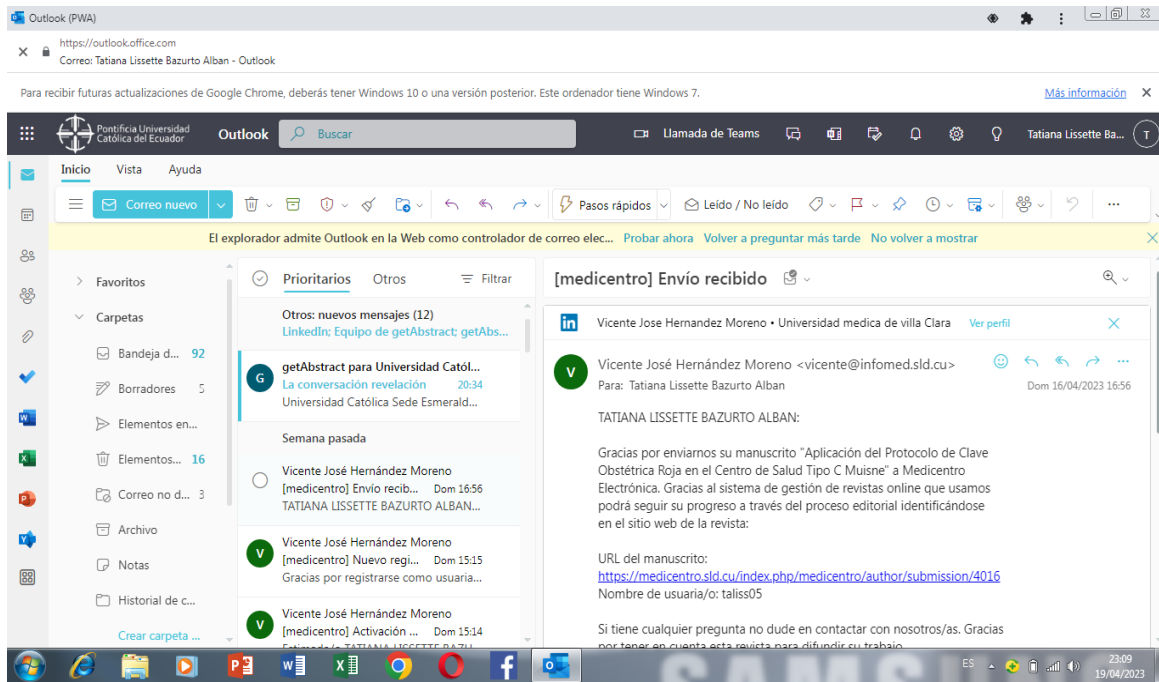 Outlook (PWA)
https://outlook.office.com
Correo: Tatiana Lissette Bazurto Alban - Outlook
Para recibir futuras actualizaciones de Google Chrome, deberás tener Windows 10 o una versión posterior. Este ordenador tiene Windows 7.
Más información
Pontificia Universidad
Católica del Ecuador
Outlook
Buscar
Llamada de Teams
Tatiana Lissette Ba...
T
Inicio
Vista
Ayuda
Correo nuevo
Pasos rápidos
Leído / No leído
...
El explorador admite Outlook en la Web como controlador de correo elec...
Probar ahora
Volver a preguntar más tarde
No volver a mostrar
Favoritos
Carpetas
Bandeja d... 92
Borradores 5
Elementos en...
Elementos... 16
Correo no d... 3
Archivo
Notas
Historial de c...
Crear carpeta ...
Prioritarios
Otros
Filtrar
Otros: nuevos mensajes (12)
LinkedIn; Equipo de getAbstract; getAbs...
G
getAbstract para Universidad Catól...
La conversación revelación 20:34
Universidad Católica Sede Esmerald...
Semana pasada
Vicente José Hernández Moreno
[medicentro] Envío recib... Dom 16:56
TATIANA LISSETTE BAZURTO ALBAN...
V
Vicente José Hernández Moreno
[medicentro] Nuevo regi... Dom 15:15
Gracias por registrarse como usuaria...
V
Vicente José Hernández Moreno
[medicentro] Activación ... Dom 15:14
[medicentro] Envío recibido
in
Vicente Jose Hernandez Moreno • Universidad medica de villa Clara
Ver perfil
V
Vicente José Hernández Moreno <vicente@infomed.sld.cu>
Para: Tatiana Lissette Bazurto Alban
Dom 16/04/2023 16:56
TATIANA LISSETTE BAZURTO ALBAN:
Gracias por enviarnos su manuscrito "Aplicación del Protocolo de Clave
Obstétrica Roja en el Centro de Salud Tipo C Muisne" a Medicentro
Electrónica. Gracias al sistema de gestión de revistas online que usamos
podrá seguir su progreso a través del proceso editorial identificándose
en el sitio web de la revista:
URL del manuscrito:
https://medicentro.sld.cu/index.php/medicentro/author/submission/4016
Nombre de usuaria/o: taliss05
Si tiene cualquier pregunta no dude en contactar con nosotros/as. Gracias
por tener en cuenta esta revista para difundir su trabajo.
SAMSU
ES
23:09
19/04/2023